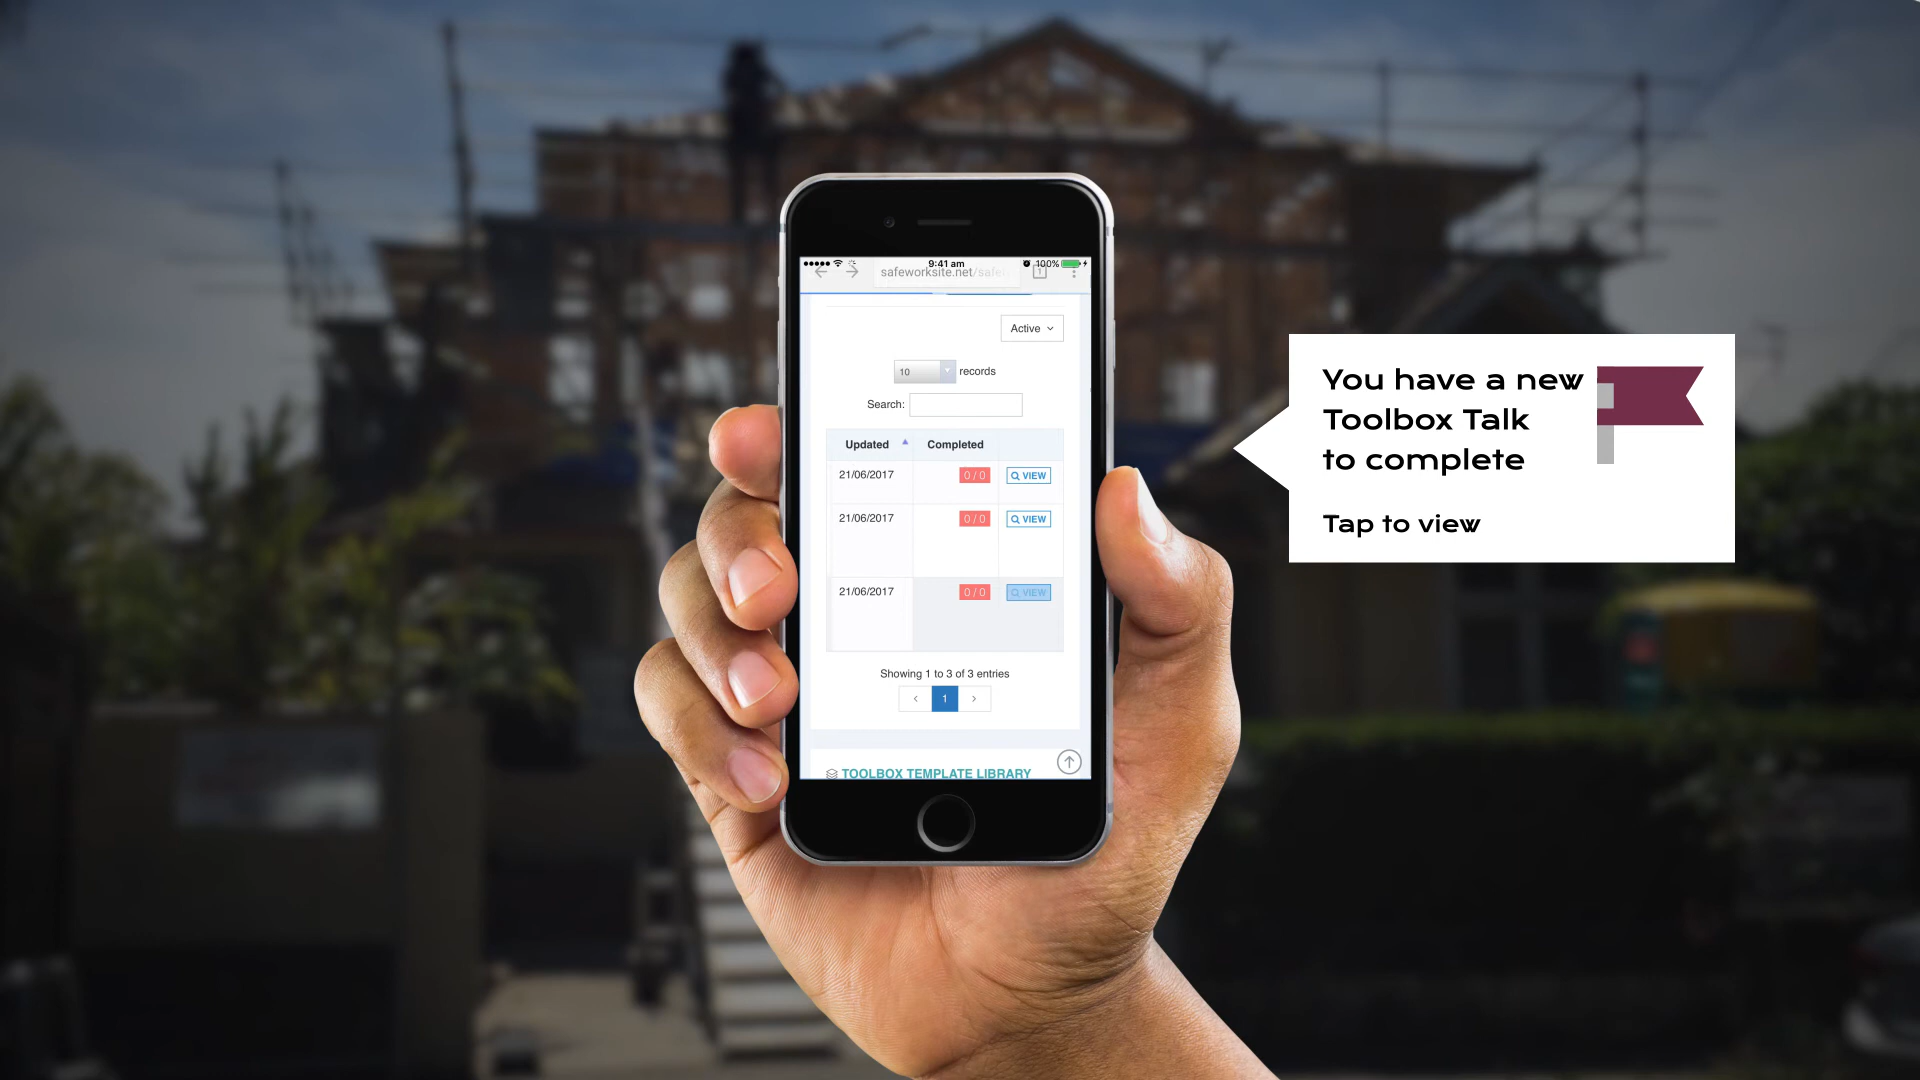 9:41 am
100%
safeworksite.net/safe
1
Active
10 records
Search:
Updated Completed
21/06/2017 0 / 0 VIEW
21/06/2017 0 / 0 VIEW
21/06/2017 0 / 0 VIEW
Showing 1 to 3 of 3 entries
< 1 >
TOOLBOX TEMPLATE LIBRARY
You have a new
Toolbox Talk
to complete
Tap to view